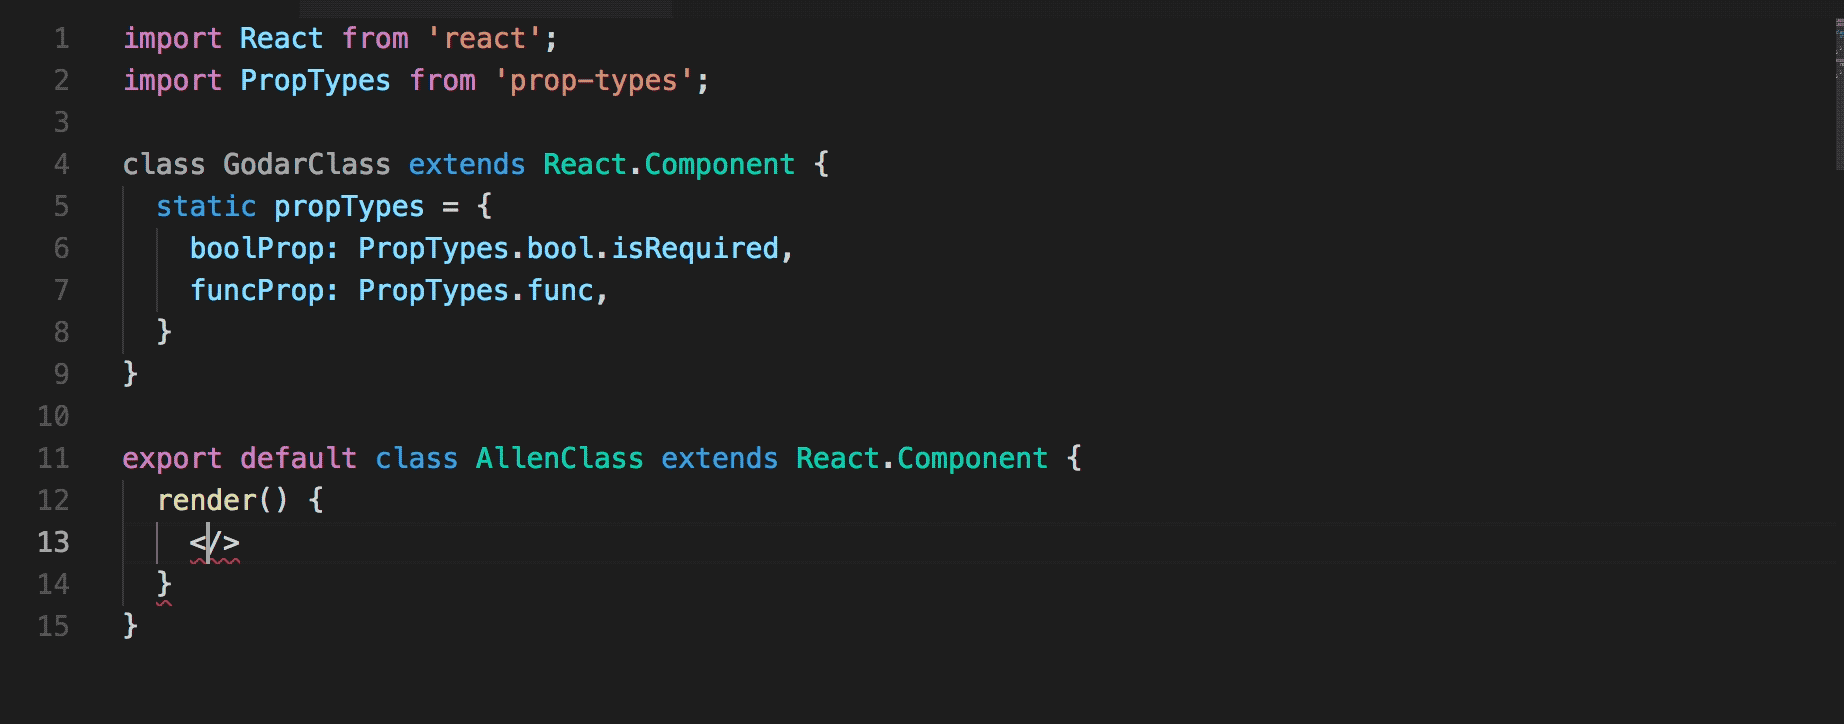 1 import React from 'react';
2 import PropTypes from 'prop-types';
3
4 class GodarClass extends React.Component {
5 static propTypes = {
6 boolProp: PropTypes.bool.isRequired,
7 funcProp: PropTypes.func,
8 }
9 }
10
11 export default class AllenClass extends React.Component {
12 render() {
13 </>
14 }
15 }